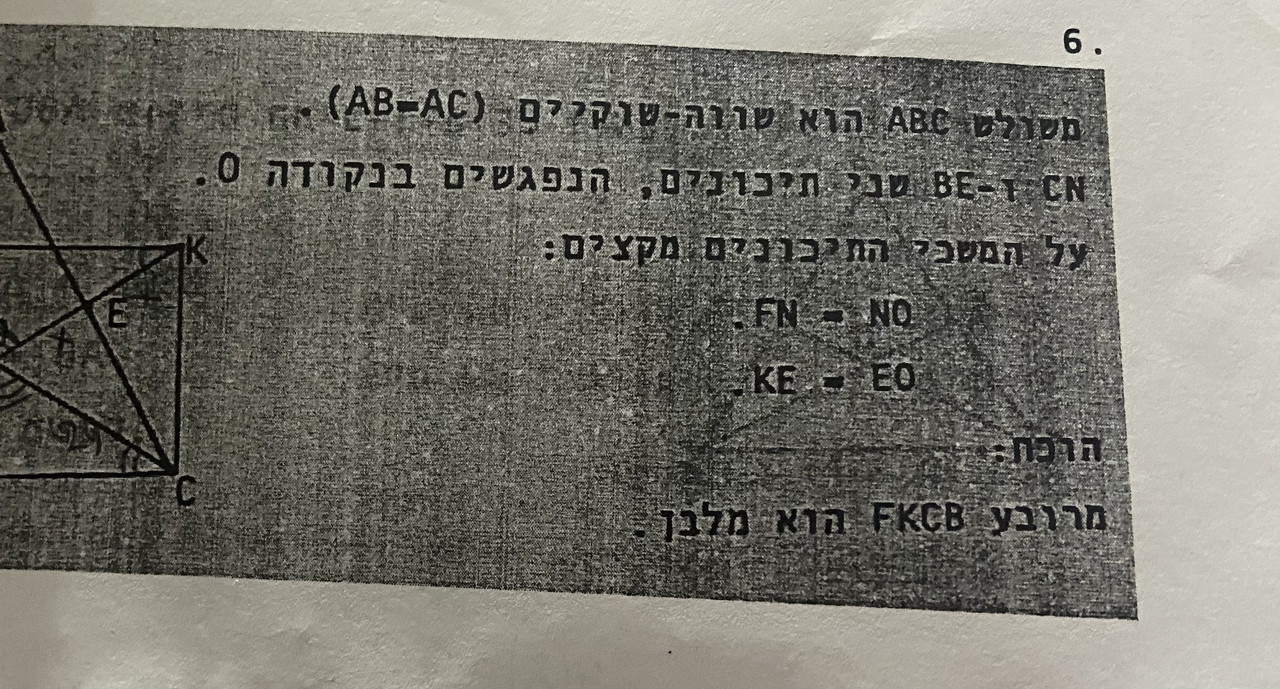 6.
משולש ABC הוא שווה-שוקיים (AB=AC).
CN ו-BE שני תיכונים, הנפגשים בנקודה O.
על המשכי התיכונים מקצים:
FN = NO.
KE = EO.
הוכח:
מרובע FKCB הוא מלבן.
K
E
C